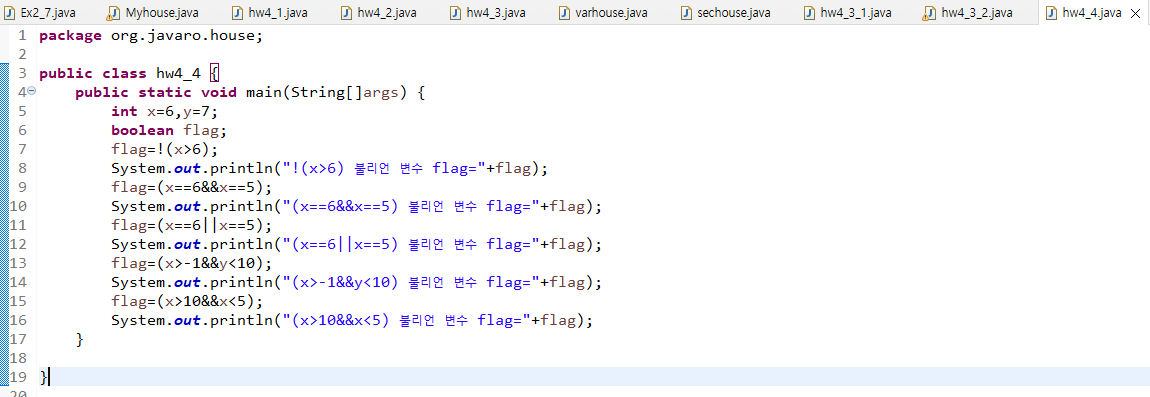 Ex2_7.java Myhouse.java hw4_1.java hw4_2.java hw4_3.java varhouse.java sechouse.java hw4_3_1.java hw4_3_2.java hw4_4.java
1 package org.javaro.house;
2
3 public class hw4_4 {
4 public static void main(String[]args) {
5 int x=6,y=7;
6 boolean flag;
7 flag=!(x>6);
8 System.out.println("!(x>6) 불리언 변수 flag="+flag);
9 flag=(x==6&&x==5);
10 System.out.println("(x==6&&x==5) 불리언 변수 flag="+flag);
11 flag=(x==6||x==5);
12 System.out.println("(x==6||x==5) 불리언 변수 flag="+flag);
13 flag=(x>-1&&y<10);
14 System.out.println("(x>-1&&y<10) 불리언 변수 flag="+flag);
15 flag=(x>10&&x<5);
16 System.out.println("(x>10&&x<5) 불리언 변수 flag="+flag);
17 }
18
19 }
20